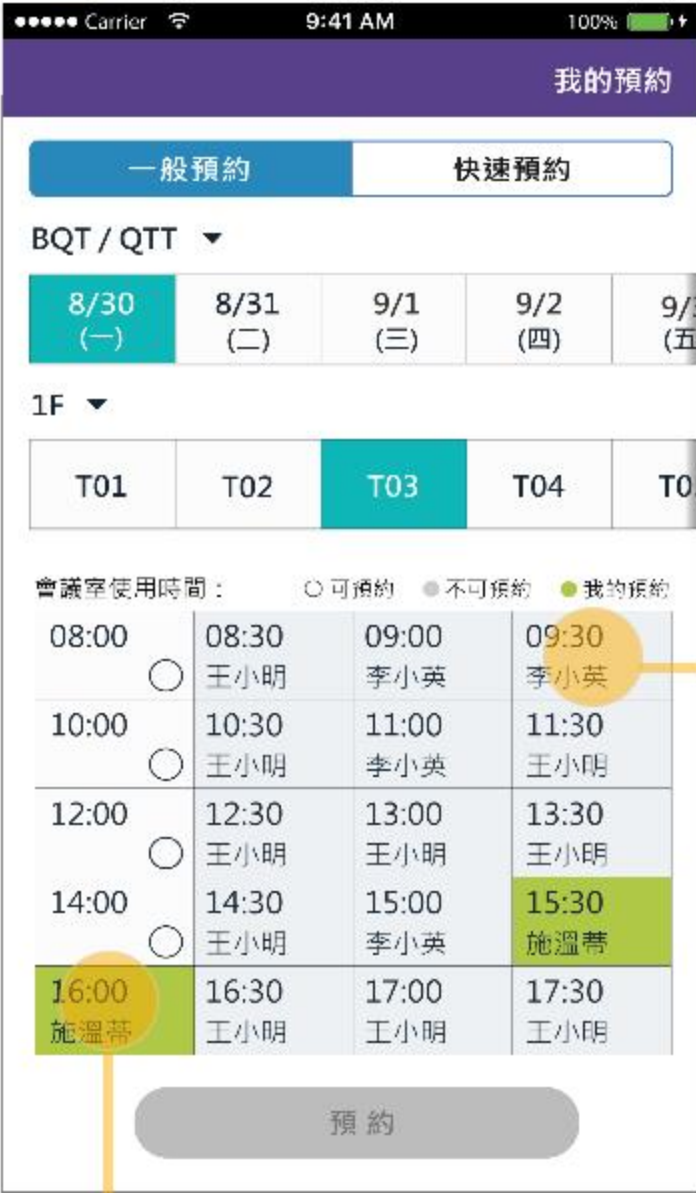 Carrier 9:41 AM 100%
我的預約
一般預約 快速預約
BQT / QTT
8/30 8/31 9/1 9/2 9/
(一) (二) (三) (四) (五
1F
T01 T02 T03 T04 T0
會議室使用時間： 可預約 不可預約 我的預約
08:00 08:30 09:00 09:30
王小明 李小英 李小英
10:00 10:30 11:00 11:30
王小明 李小英 王小明
12:00 12:30 13:00 13:30
王小明 王小明 王小明
14:00 14:30 15:00 15:30
王小明 李小英 施溫蒂
16:00 16:30 17:00 17:30
施溫蒂 王小明 王小明 王小明
預約